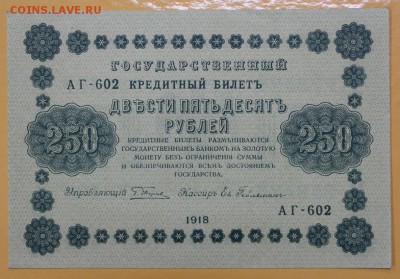 COINS.LAVE.RU
ГОСУДАРСТВЕННЫЙ
АГ-602 КРЕДИТНЫЙ БИЛЕТЪ
ДВѢСТИ ПЯТЬДЕСЯТЪ
РУБЛЕЙ
250 250
КРЕДИТНЫЕ БИЛЕТЫ РАЗМѢНИВАЮТСЯ
ГОСУДАРСТВЕННЫМЪ БАНКОМЪ НА ЗОЛОТУЮ
МОНЕТУ БЕЗЪ ОГРАНИЧЕНІЯ СУММЫ
И ОБЕЗПЕЧИВАЮТСЯ ВСѢМЪ ДОСТОЯНІЕМЪ
ГОСУДАРСТВА.
Управляющій Кассиръ
1918
АГ-602